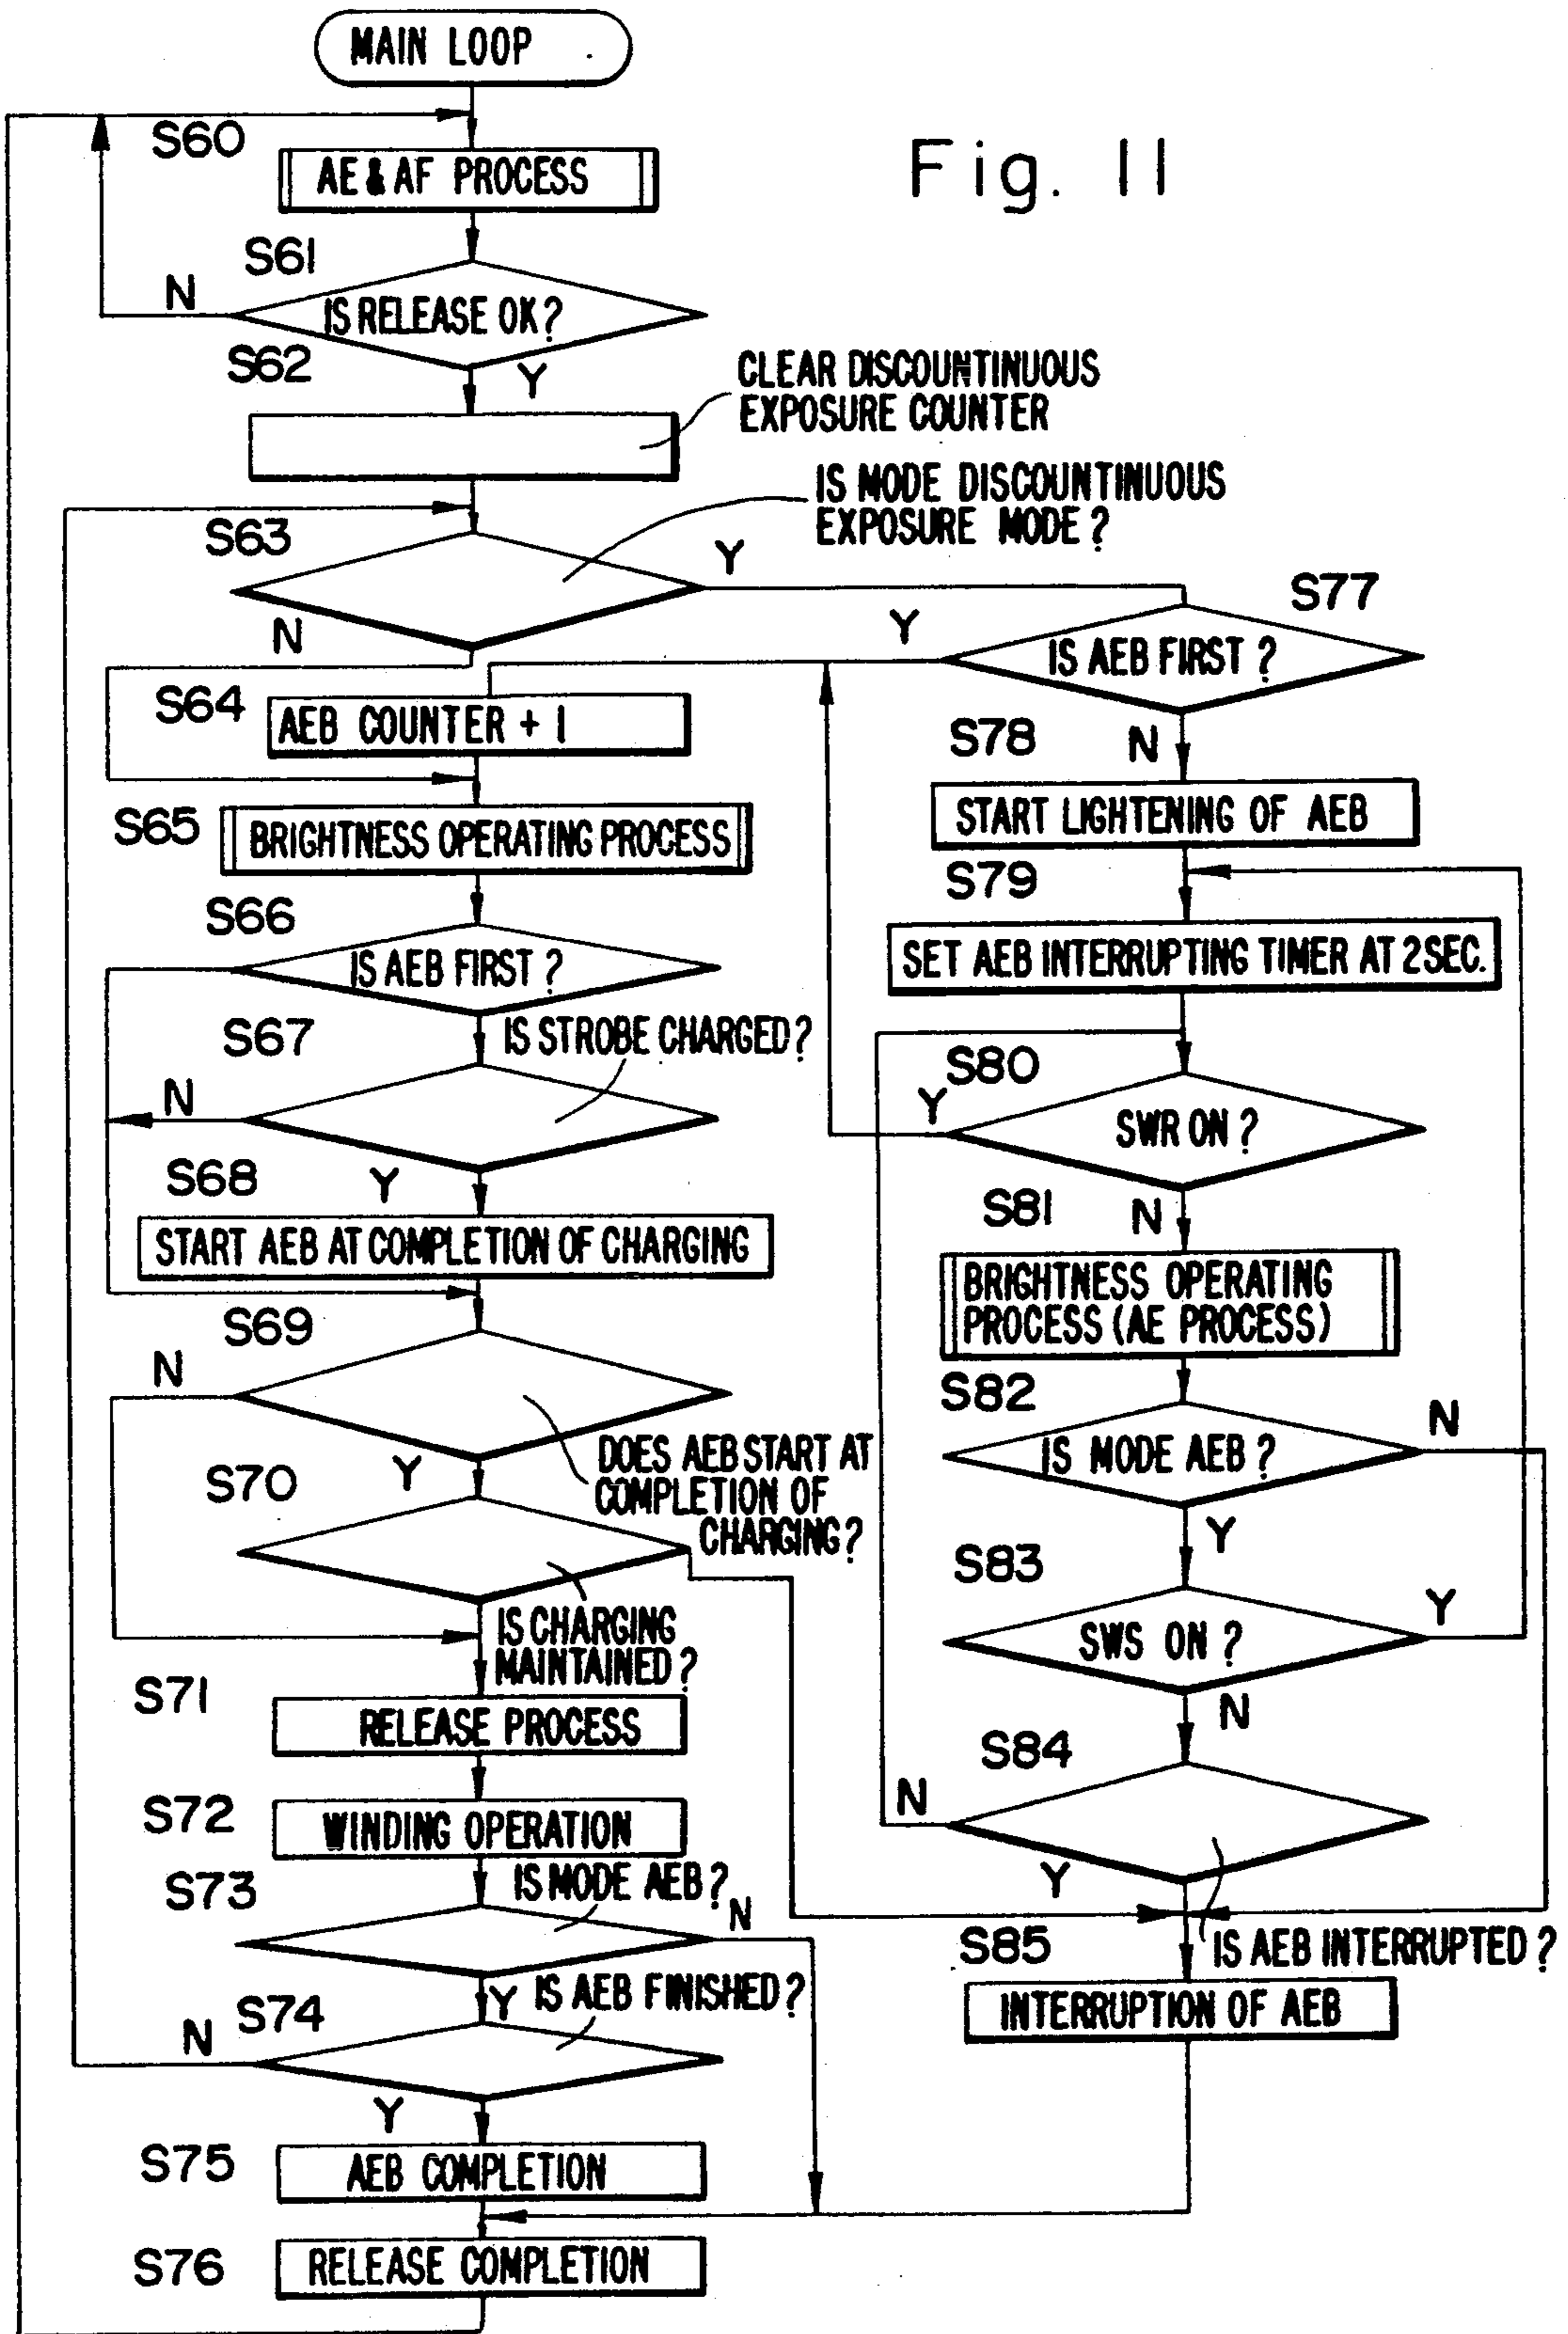 MAIN LOOP
Fig. 11
S60
AE & AF PROCESS
S61
N
IS RELEASE OK?
S62
Y
CLEAR DISCOUNTINUOUS
EXPOSURE COUNTER
IS MODE DISCOUNTINUOUS
EXPOSURE MODE?
S63
Y
N
S77
Y
IS AEB FIRST?
S64
AEB COUNTER + 1
S78
N
START LIGHTENING OF AEB
S65
BRIGHTNESS OPERATING PROCESS
S79
SET AEB INTERRUPTING TIMER AT 2SEC.
S66
IS AEB FIRST?
S67
IS STROBE CHARGED?
N
S80
Y
SWR ON?
S68
Y
START AEB AT COMPLETION OF CHARGING
S81
N
BRIGHTNESS OPERATING
PROCESS (AE PROCESS)
S69
N
DOES AEB START AT
COMPLETION OF
CHARGING?
S82
N
IS MODE AEB?
Y
S70
Y
IS CHARGING
MAINTAINED?
S83
Y
SWS ON?
N
S71
RELEASE PROCESS
S84
N
Y
S72
WINDING OPERATION
S73
IS MODE AEB?
N
IS AEB INTERRUPTED?
S85
INTERRUPTION OF AEB
S74
Y
IS AEB FINISHED?
N
Y
S75
AEB COMPLETION
S76
RELEASE COMPLETION